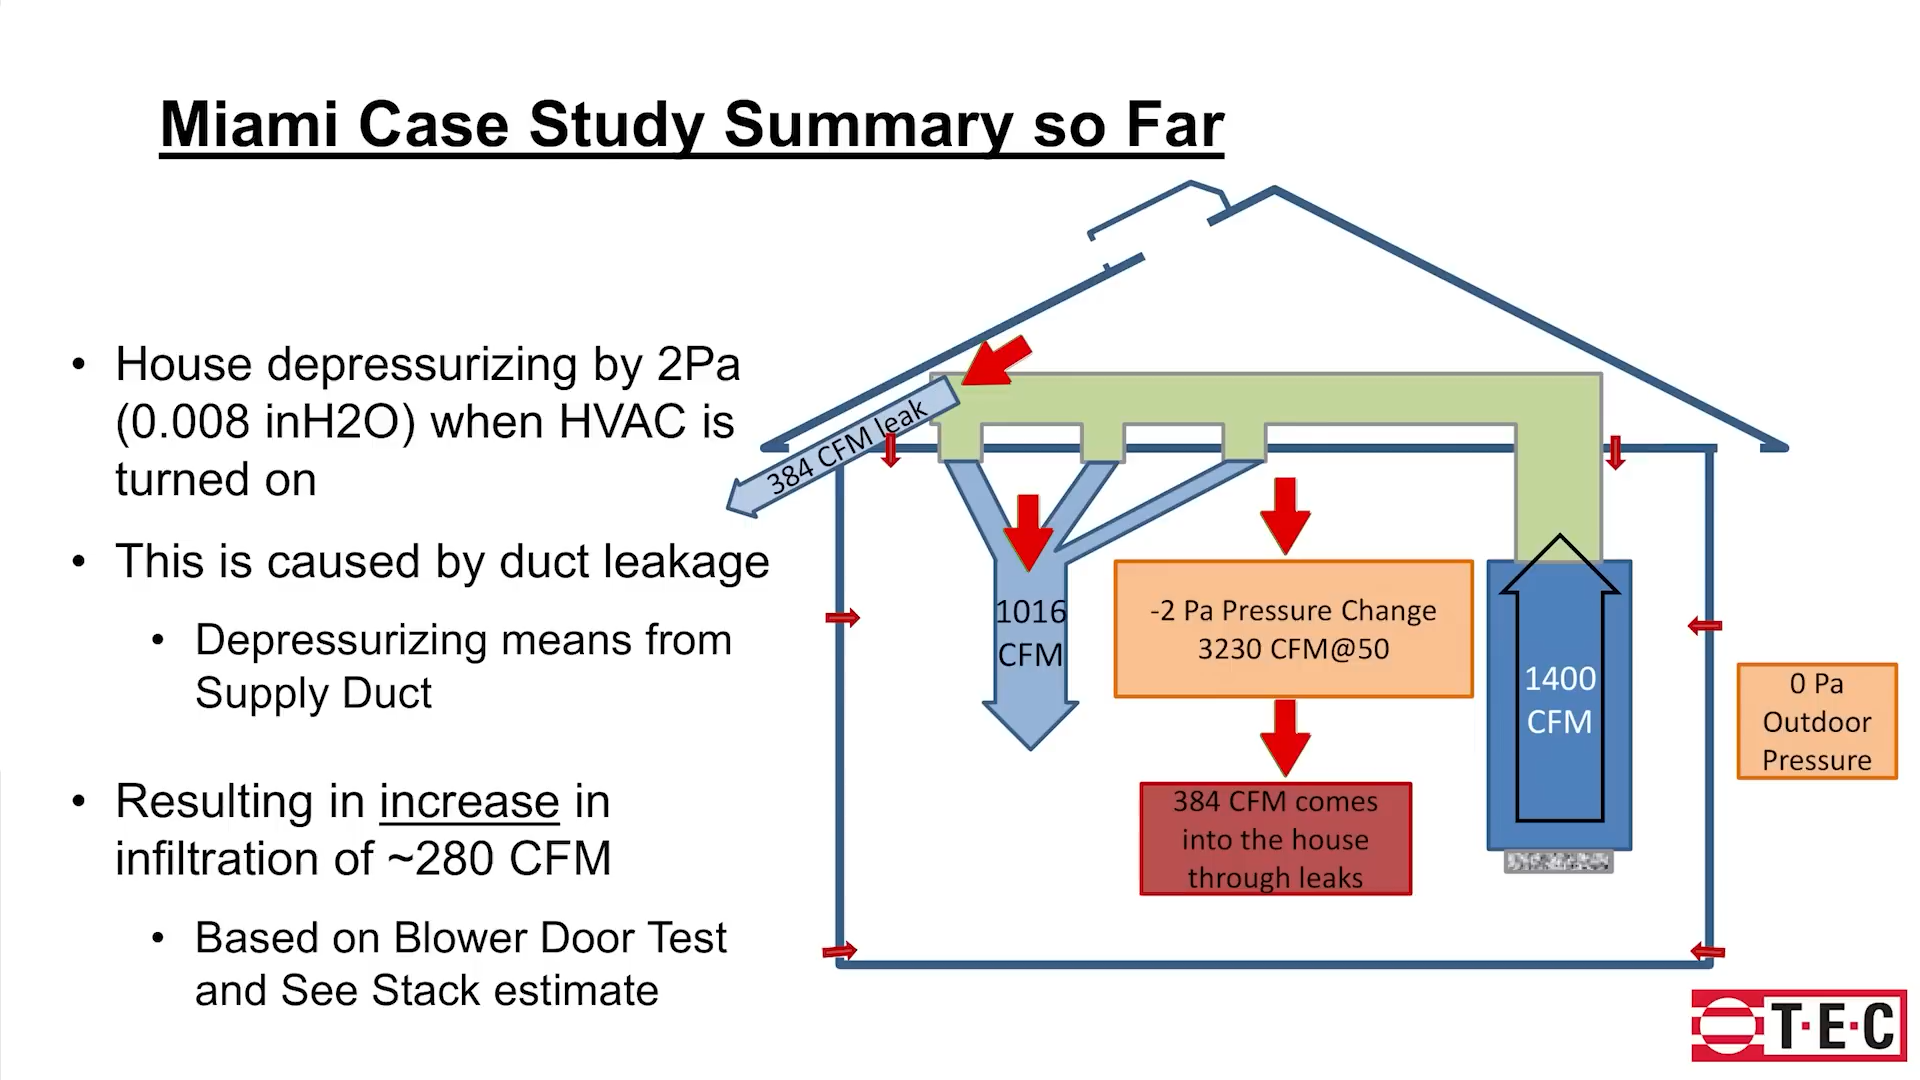 Miami Case Study Summary so Far
• House depressurizing by 2Pa
(0.008 inH2O) when HVAC is
turned on
• This is caused by duct leakage
• Depressurizing means from
Supply Duct
• Resulting in increase in
infiltration of ~280 CFM
• Based on Blower Door Test
and See Stack estimate
384 CFM leak
1016
CFM
-2 Pa Pressure Change
3230 CFM@50
384 CFM comes
into the house
through leaks
1400
CFM
0 Pa
Outdoor
Pressure
T·E·C